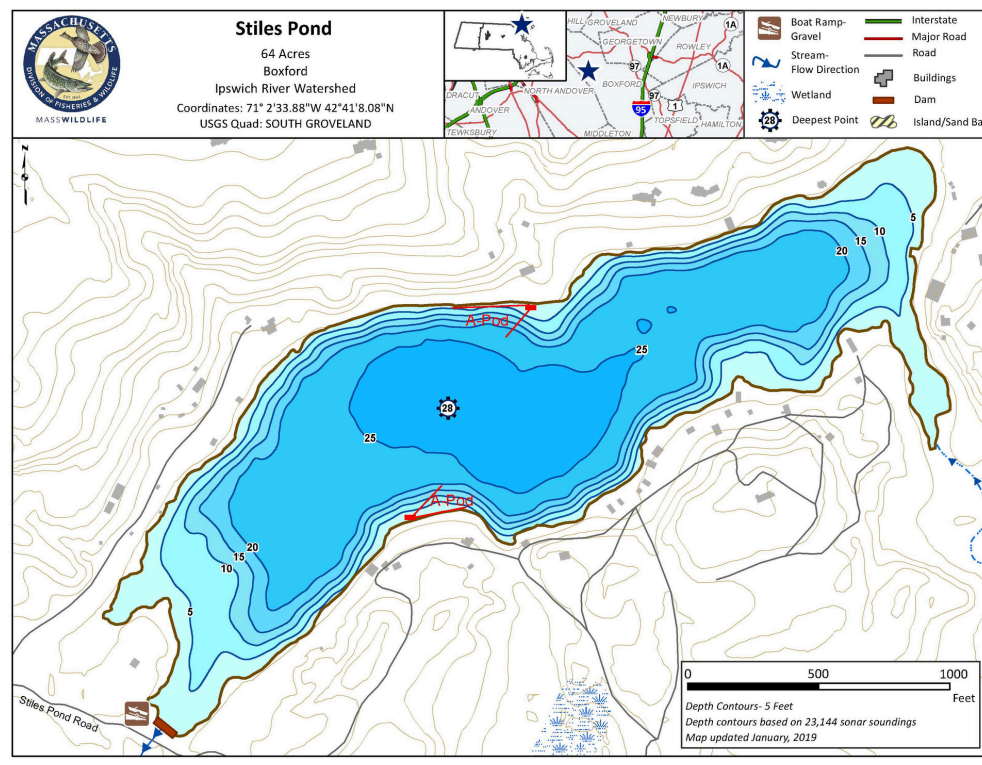 MASSACHUSETTS
DIVISION OF FISHERIES & WILDLIFE
MASSWILDLIFE
Stiles Pond
64 Acres
Boxford
Ipswich River Watershed
Coordinates: 71° 2'33.88"W 42°41'8.08"N
USGS Quad: SOUTH GROVELAND
HILL
GROVELAND
NEWBURY
1A
GEORGETOWN
ROWLEY
97
1A
BOXFORD
IPSWICH
DRACUT
NORTH ANDOVER
97
ANDOVER
95
1
TOPSFIELD
HAMILTON
TEWKSBURY
MIDDLETON
Boat Ramp-
Gravel
Stream-
Flow Direction
Wetland
28
Deepest Point
Interstate
Major Road
Road
Buildings
Dam
Island/Sand Ba
N
5
10
15
20
A-Pod
25
28
25
A Pod
20
15
10
5
Stiles Pond Road
0
500
1000
Feet
Depth Contours- 5 Feet
Depth contours based on 23,144 sonar soundings
Map updated January, 2019